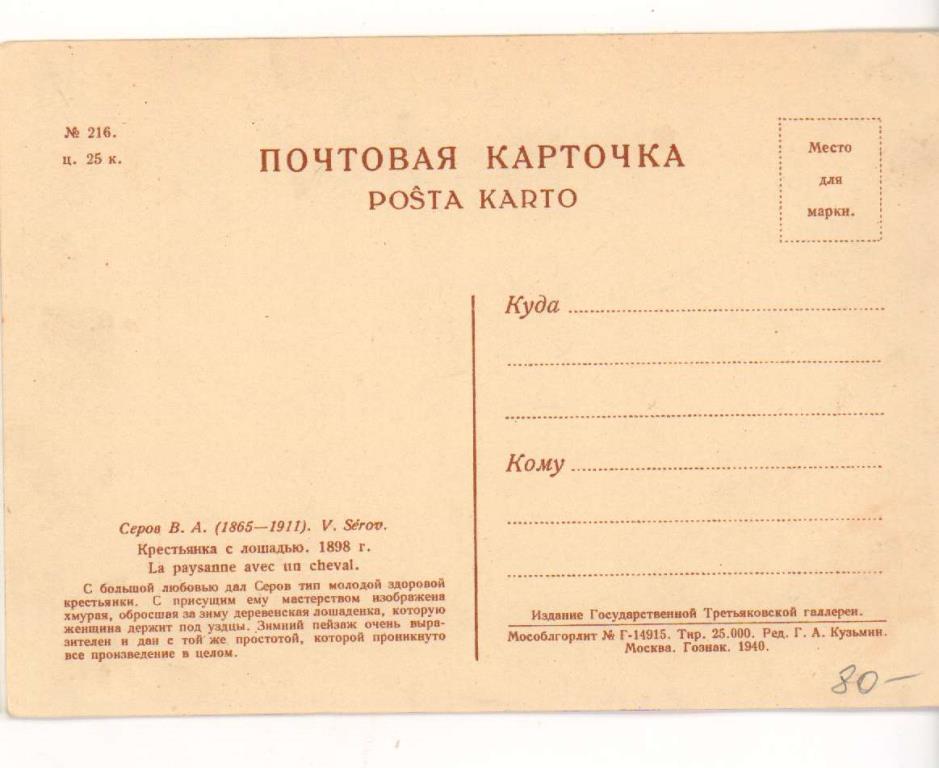 № 216.
ц. 25 к.
ПОЧТОВАЯ КАРТОЧКА
POŜTA KARTO
Место
для
марки.
Куда
Кому
Серов В. А. (1865—1911). V. Sérov.
Крестьянка с лошадью. 1898 г.
La paysanne avec un cheval.
С большой любовью дал Серов тип молодой здоровой
крестьянки. С присущим ему мастерством изображена
хмурая, обросшая за зиму деревенская лошаденка, которую
женщина держит под уздцы. Зимний пейзаж очень выра-
зителен и дан с той же простотой, которой проникнуто
все произведение в целом.
Издание Государственной Третьяковской галлереи.
Мособлгорлит № Г-14915. Тир. 25.000. Ред. Г. А. Кузьмин.
Москва. Гознак. 1940.
80—